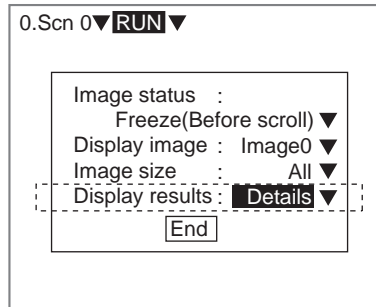 0.Scn 0▼ RUN ▼
Image status :
Freeze(Before scroll) ▼
Display image : Image0 ▼
Image size : All ▼
Display results : Details ▼
End